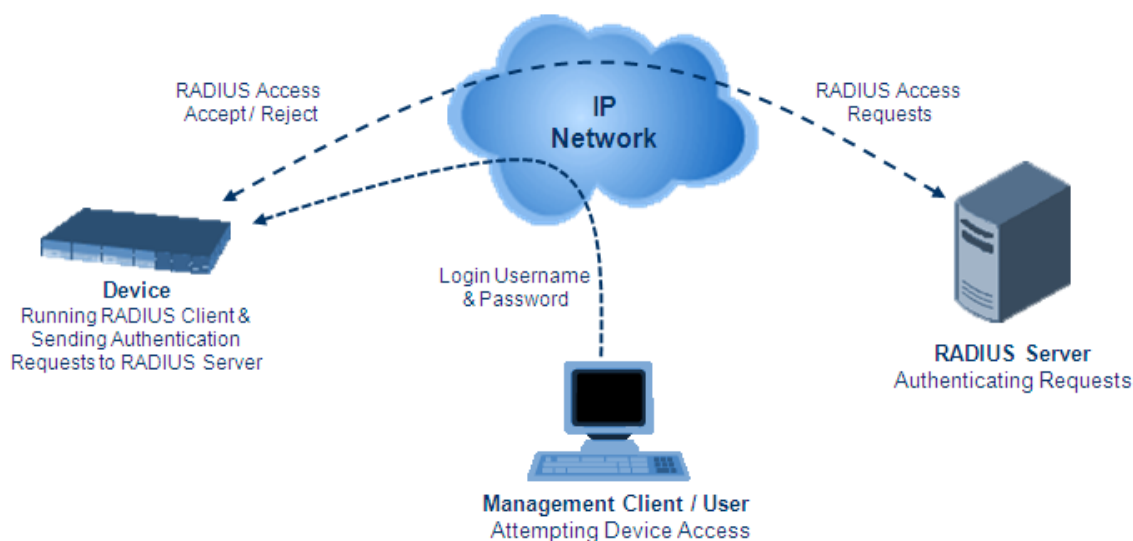 RADIUS Access
Accept / Reject
IP
Network
RADIUS Access
Requests
Device
Running RADIUS Client &
Sending Authentication
Requests to RADIUS Server
Login Username
& Password
RADIUS Server
Authenticating Requests
Management Client / User
Attempting Device Access